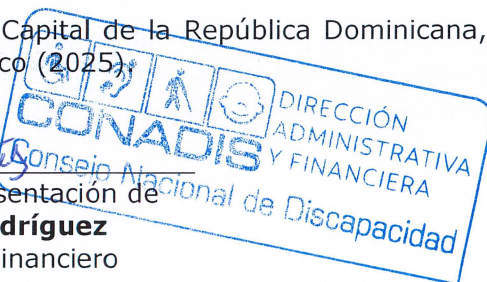 Capital de la República Dominicana,
co (2025).
DIRECCIÓN
ADMINISTRATIVA
Y FINANCIERA
CONADIS
Consejo Nacional de Discapacidad
sentación de
dríguez
inanciero